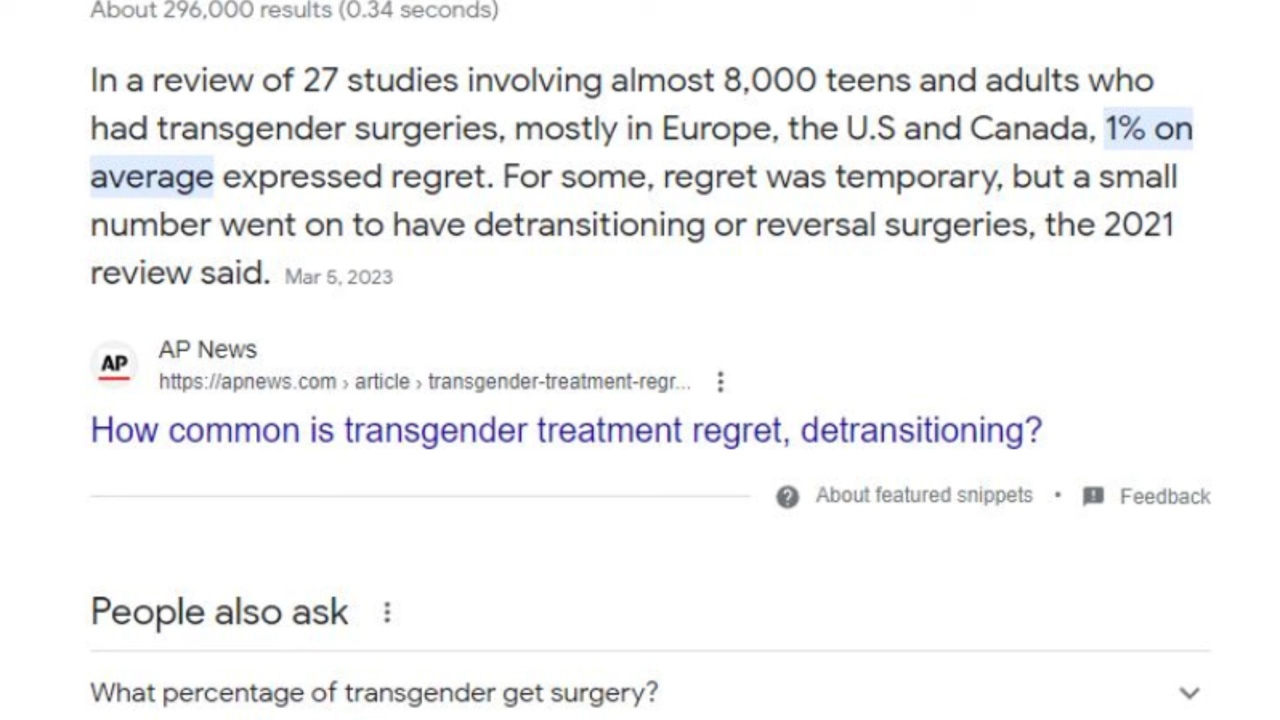 About 296,000 results (0.34 seconds)
In a review of 27 studies involving almost 8,000 teens and adults who
had transgender surgeries, mostly in Europe, the U.S and Canada, 1% on
average expressed regret. For some, regret was temporary, but a small
number went on to have detransitioning or reversal surgeries, the 2021
review said. Mar 5, 2023
AP AP News
https://apnews.com › article › transgender-treatment-regr...
How common is transgender treatment regret, detransitioning?
About featured snippets • Feedback
People also ask
What percentage of transgender get surgery?